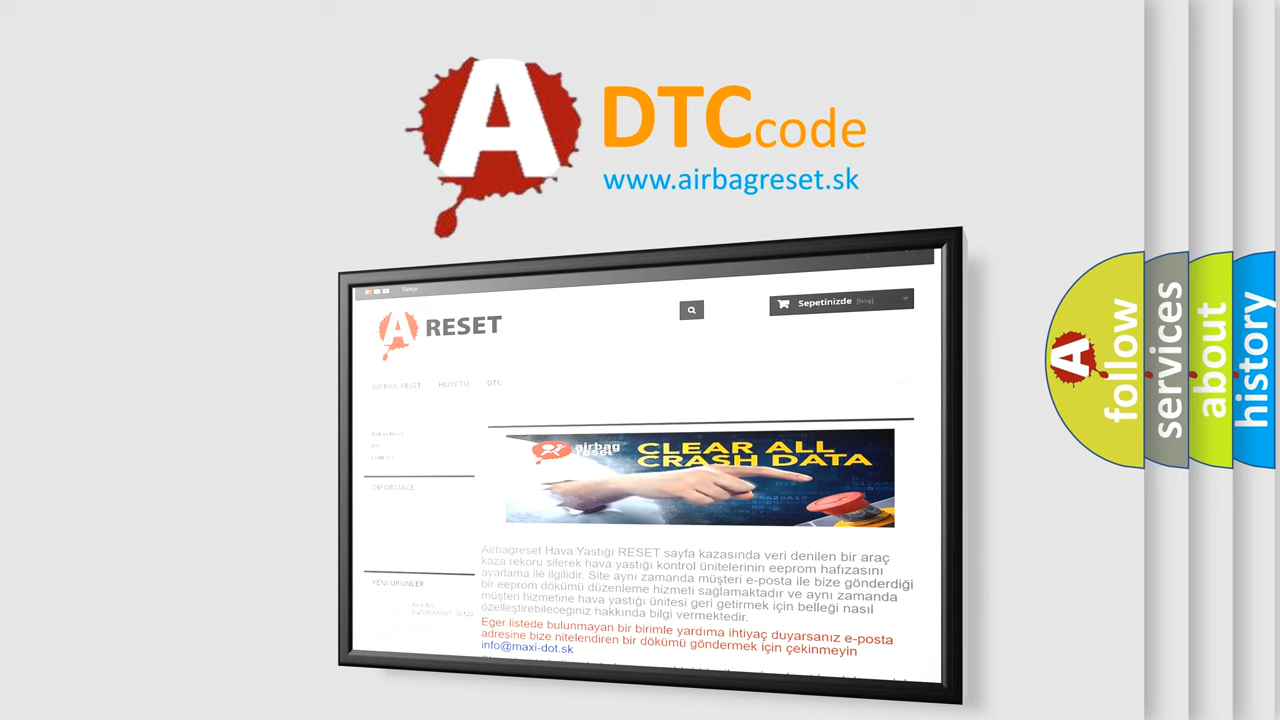 A DTC code
www.airbagreset.sk
Türkçe
A RESET
Sepetinizde [boş]
AIRBAG RESET HOW TO DTC
airbag reset
CLEAR ALL
CRASH DATA
INFORMACE
YENI URUNLER
Airbagreset Hava Yastığı RESET sayfa kazasında veri denilen bir araç
kaza rekoru silerek hava yastığı kontrol ünitelerinin eeprom hafızasını
ayarlama ile ilgilidir. Site aynı zamanda müşteri e-posta ile bize gönderdiği
bir eeprom dökümü düzenleme hizmeti sağlamaktadır ve aynı zamanda
müşteri hizmetine hava yastığı ünitesi geri getirmek için belleği nasıl
özelleştirebileceğiniz hakkında bilgi vermektedir.
Eğer listede bulunmayan bir birimle yardıma ihtiyaç duyarsanız e-posta
adresine bize nitelendiren bir dökümü göndermek için çekinmeyin
info@maxi-dot.sk
A follow
services
about
history